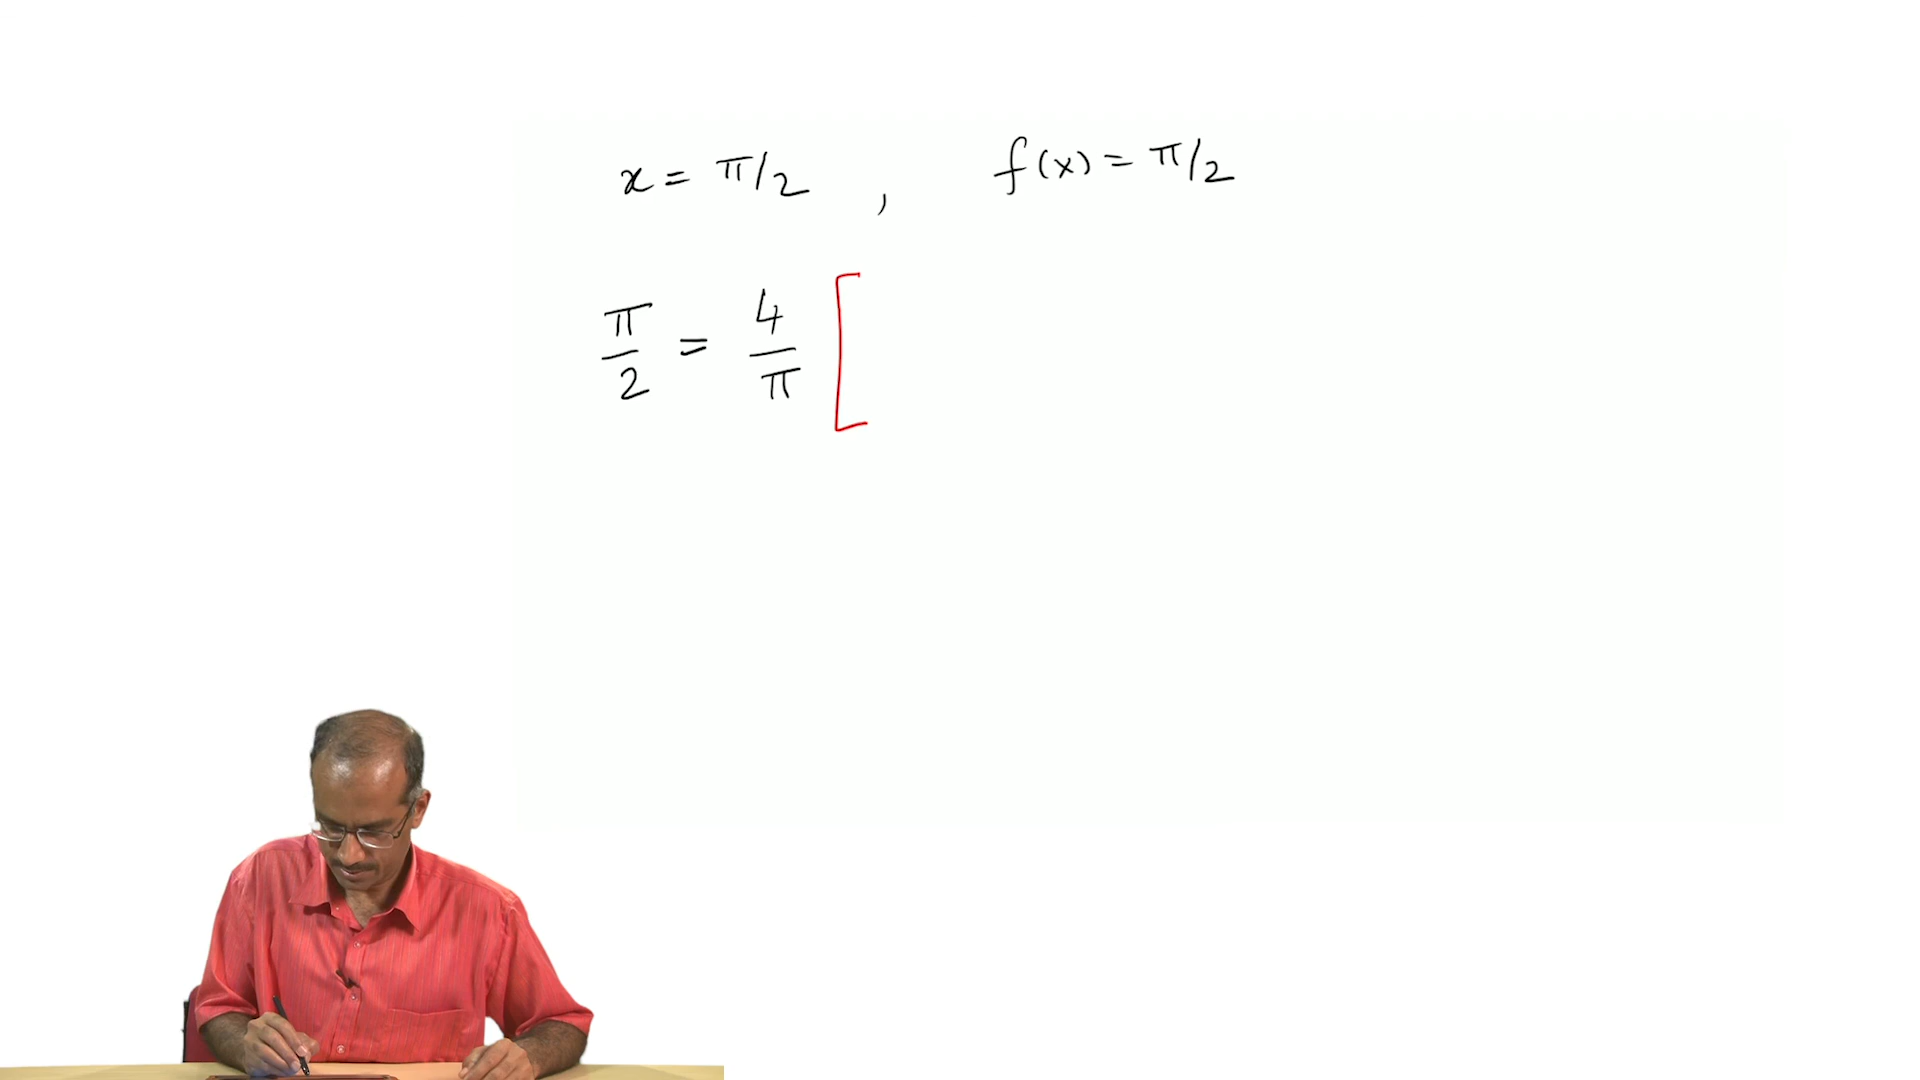 x = π/2 , f(x) = π/2
π/2 = 4/π [